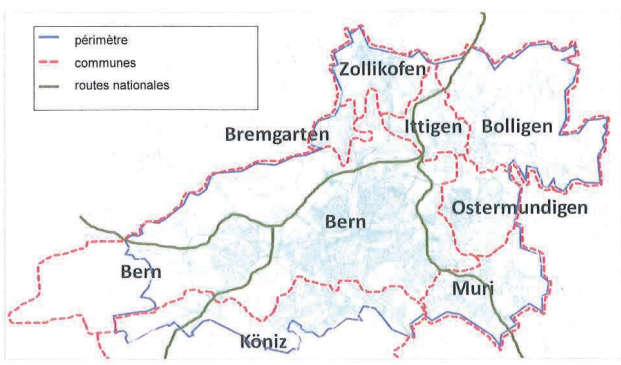 périmètre
communes
routes nationales
Zollikofen
Bremgarten
Ittigen
Bolligen
Bern
Ostermundigen
Bern
Muri
Köniz